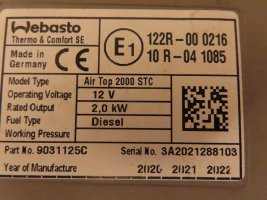 Webasto
Thermo & Comfort SE
Made in
Germany
E1
122R-00 0216
10 R-04 1085
Model Type Air Top 2000 STC
Operating Voltage 12 V
Rated Output 2,0 kW
Fuel Type Diesel
Working Pressure
Part No. 9031125C Serial No. 3A2021288103
Year of Manufacture 2020 2021 2022